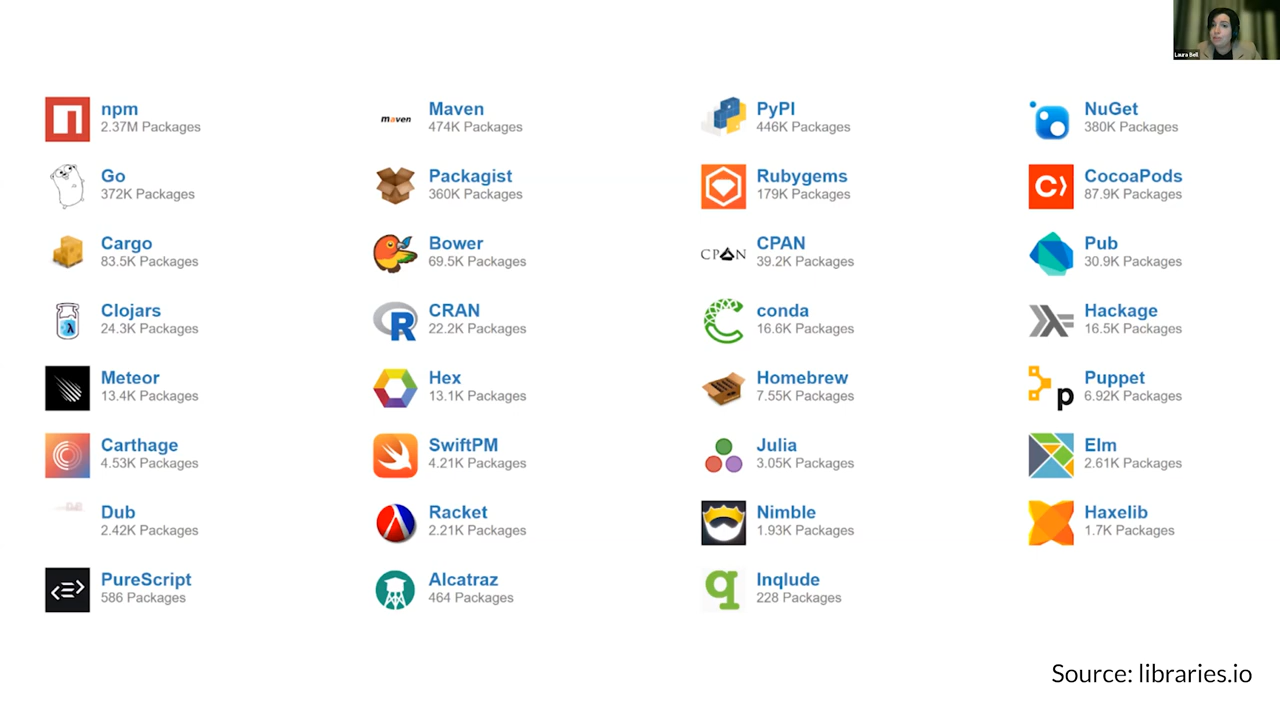 Laura Bell
npm
2.37M Packages
maven
Maven
474K Packages
PyPI
446K Packages
NuGet
380K Packages
Go
372K Packages
Packagist
360K Packages
Rubygems
179K Packages
CocoaPods
87.9K Packages
Cargo
83.5K Packages
Bower
69.5K Packages
CPAN
CPAN
39.2K Packages
Pub
30.9K Packages
Clojars
24.3K Packages
CRAN
22.2K Packages
conda
16.6K Packages
Hackage
16.5K Packages
Meteor
13.4K Packages
Hex
13.1K Packages
Homebrew
7.55K Packages
Puppet
6.92K Packages
Carthage
4.53K Packages
SwiftPM
4.21K Packages
Julia
3.05K Packages
Elm
2.61K Packages
Dub
2.42K Packages
Racket
2.21K Packages
Nimble
1.93K Packages
Haxelib
1.7K Packages
PureScript
586 Packages
Alcatraz
464 Packages
Inqlude
228 Packages
Source: libraries.io